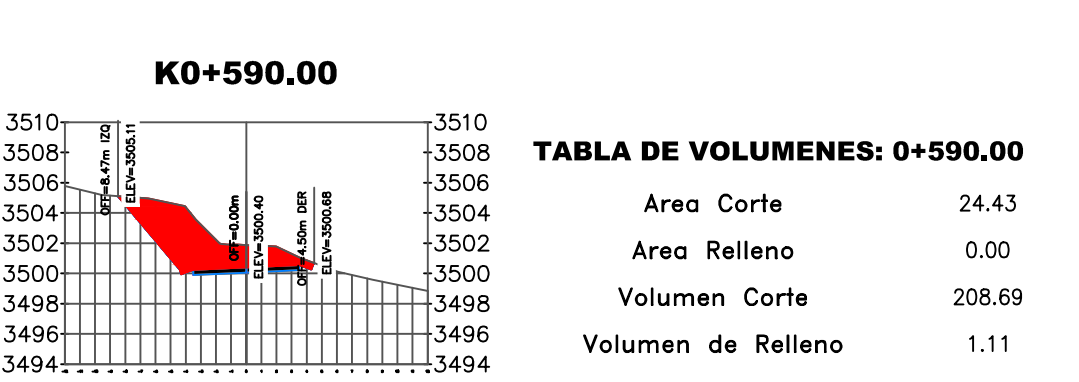 K0+590.00
3510 3510
3508 3508
3506 3506
3504 3504
3502 3502
3500 3500
3498 3498
3496 3496
3494 3494
OFF=8.47m IZQ
ELEV=3505.11
OFF=0.00m
ELEV=3500.40
OFF=4.50m DER
ELEV=3500.68
TABLA DE VOLUMENES: 0+590.00
Area Corte 24.43
Area Relleno 0.00
Volumen Corte 208.69
Volumen de Relleno 1.11